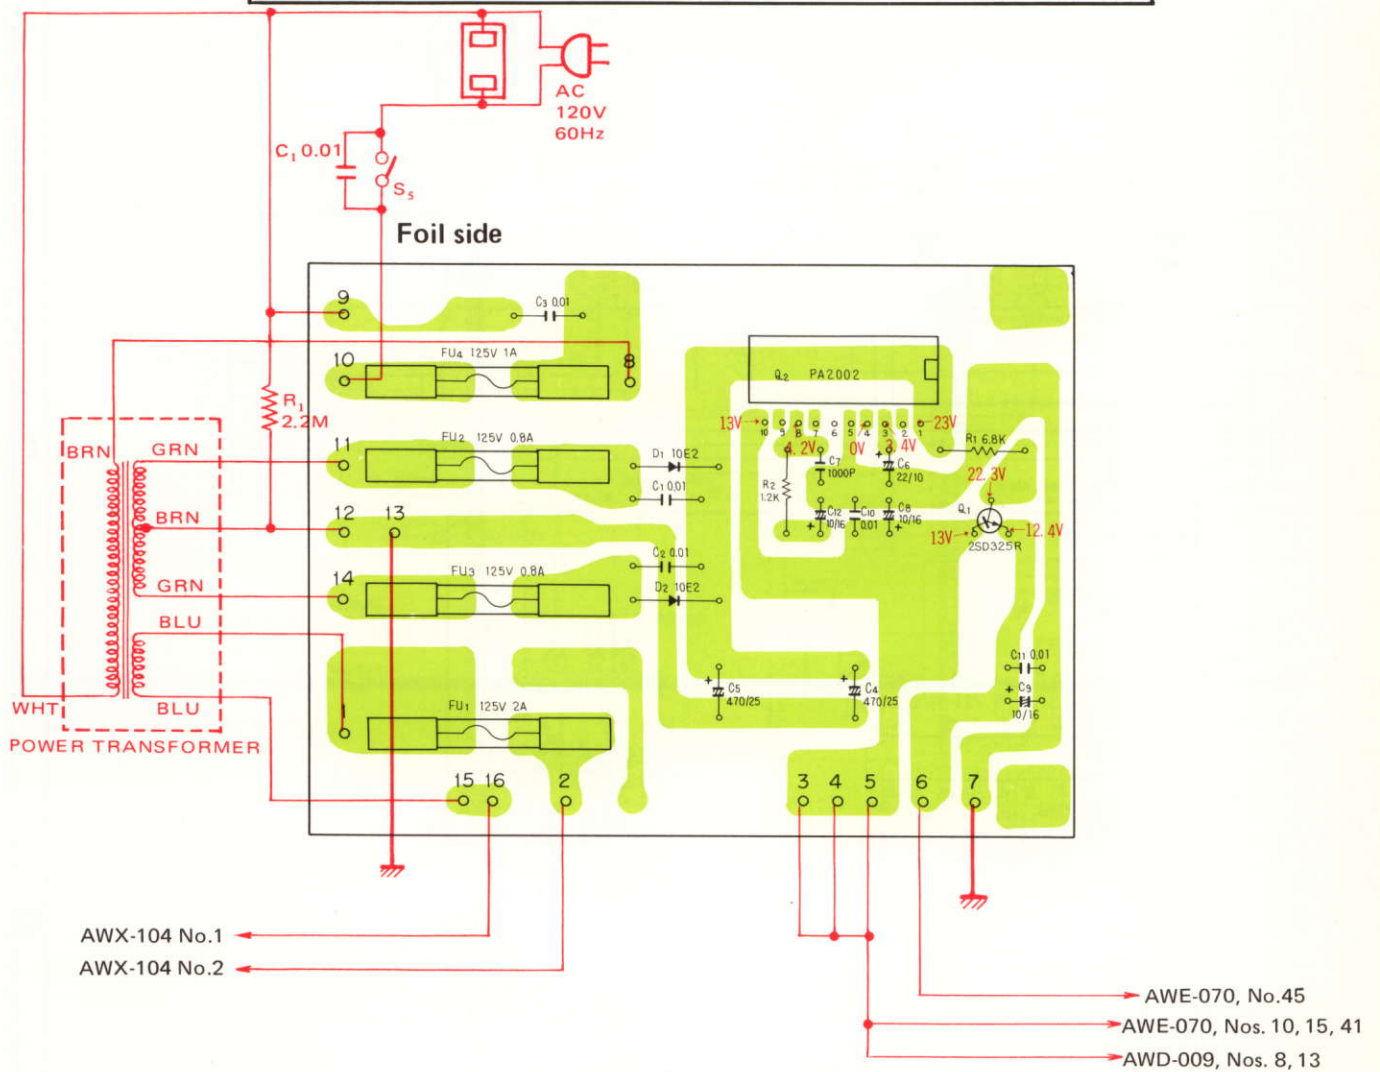 AC
120V
60Hz
C₁ 0.01
S₅
Foil side
9
C3 0.01
10
FU4 125V 1A
8
R₁
2.2M
Q2 PA2002
13V
10 9 8 7 6 5 4 3 2 1
23V
4.2V
0V
3.4V
R1 6.8K
BRN
GRN
11
FU2 125V 0.8A
D1 10E2
C1 0.01
R2
1.2K
C7
1000P
C6
22/10
22.3V
BRN
12
13
C12
10/16
C10
0.01
C8
10/16
Q1
13V
12.4V
2SD325R
C2 0.01
GRN
14
FU3 125V 0.8A
D2 10E2
BLU
C11 0.01
C5
470/25
C4
470/25
C9
10/16
WHT
BLU
1
FU1 125V 2A
POWER TRANSFORMER
15 16
2
3 4 5 6 7
AWX-104 No.1
AWX-104 No.2
AWE-070, No.45
AWE-070, Nos. 10, 15, 41
AWD-009, Nos. 8, 13